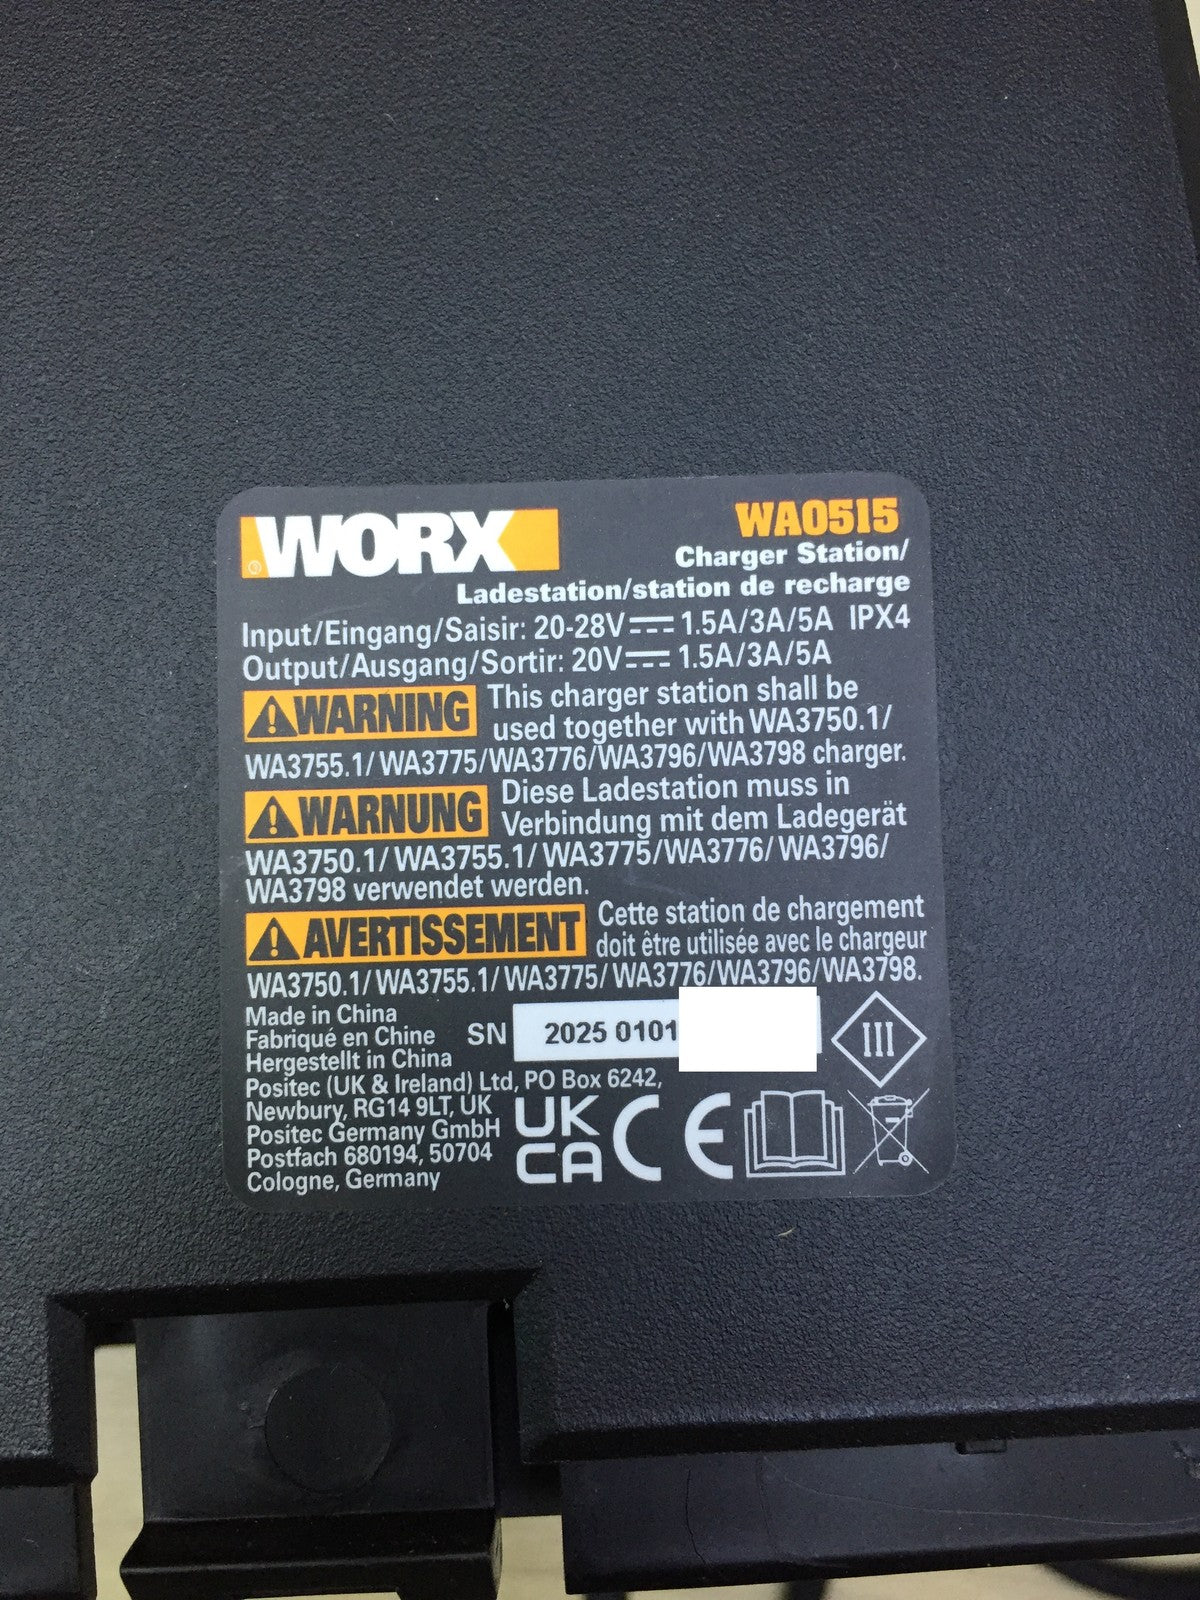 WORX WA0515
Charger Station/
Ladestation/station de recharge
Input/Eingang/Saisir: 20-28V⎓1.5A/3A/5A IPX4
Output/Ausgang/Sortir: 20V⎓1.5A/3A/5A
WARNING This charger station shall be
used together with WA3750.1/
WA3755.1/ WA3775/WA3776/WA3796/WA3798 charger.
WARNUNG Diese Ladestation muss in
Verbindung mit dem Ladegerät
WA3750.1/ WA3755.1/ WA3775/WA3776/ WA3796/
WA3798 verwendet werden.
AVERTISSEMENT Cette station de chargement
doit être utilisée avec le chargeur
WA3750.1/ WA3755.1/ WA3775/ WA3776/WA3796/WA3798.
Made in China
Fabriqué en Chine
Hergestellt in China
SN 2025 0101
III
Positec (UK & Ireland) Ltd, PO Box 6242,
Newbury, RG14 9LT, UK
Positec Germany GmbH
Postfach 680194, 50704
Cologne, Germany
UK
CA
CE